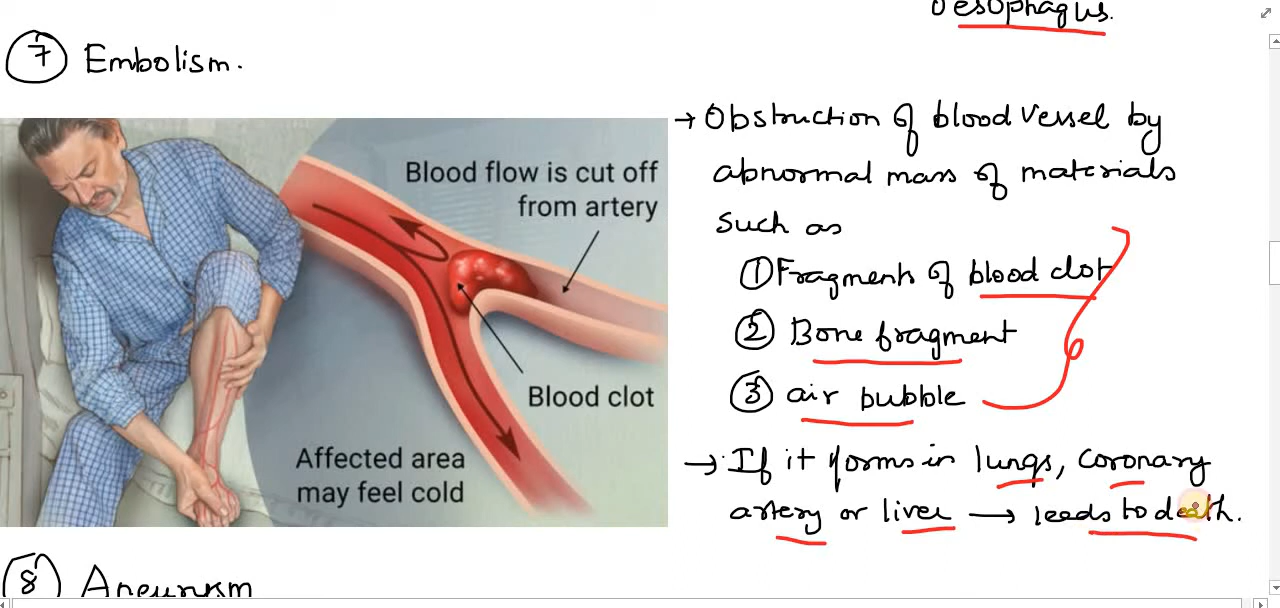 Oesophagus.
7 Embolism.
Blood flow is cut off
from artery
Blood clot
Affected area
may feel cold
→ Obstruction of blood vessel by
abnormal mass of materials
such as
① Fragments of blood clot
② Bone fragment
③ air bubble
→ If it forms in lungs, coronary
artery or liver → leads to death.
8 Aneurysm